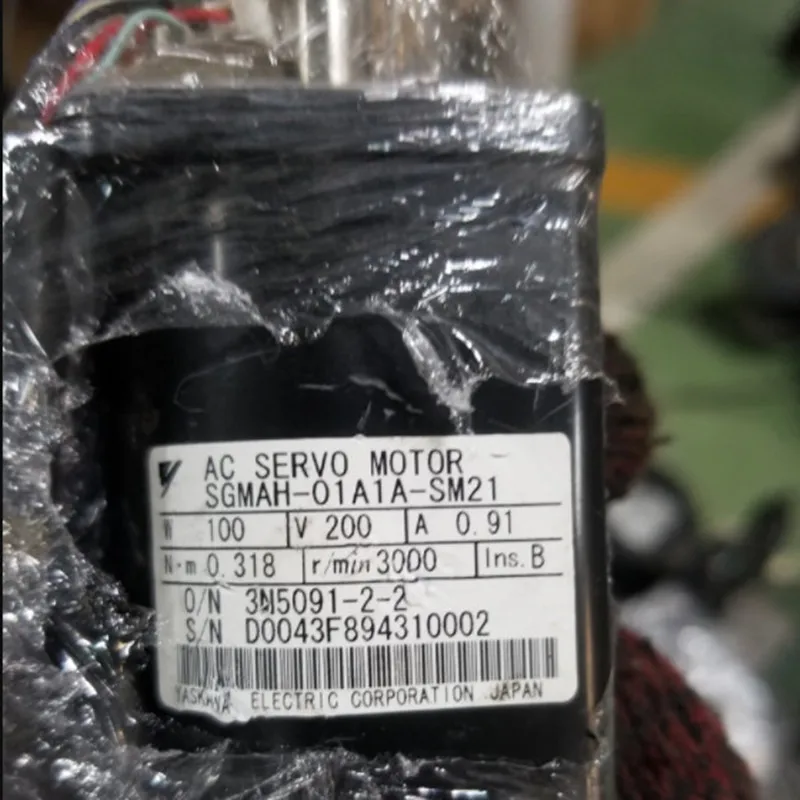 AC SERVO MOTOR
SGMAH-01A1A-SM21
W 100 V 200 A 0.91
N·m 0.318 r/min 3000 Ins. B
O/N 3N5091-2-2
S/N D0043F894310002
YASKAWA ELECTRIC CORPORATION JAPAN